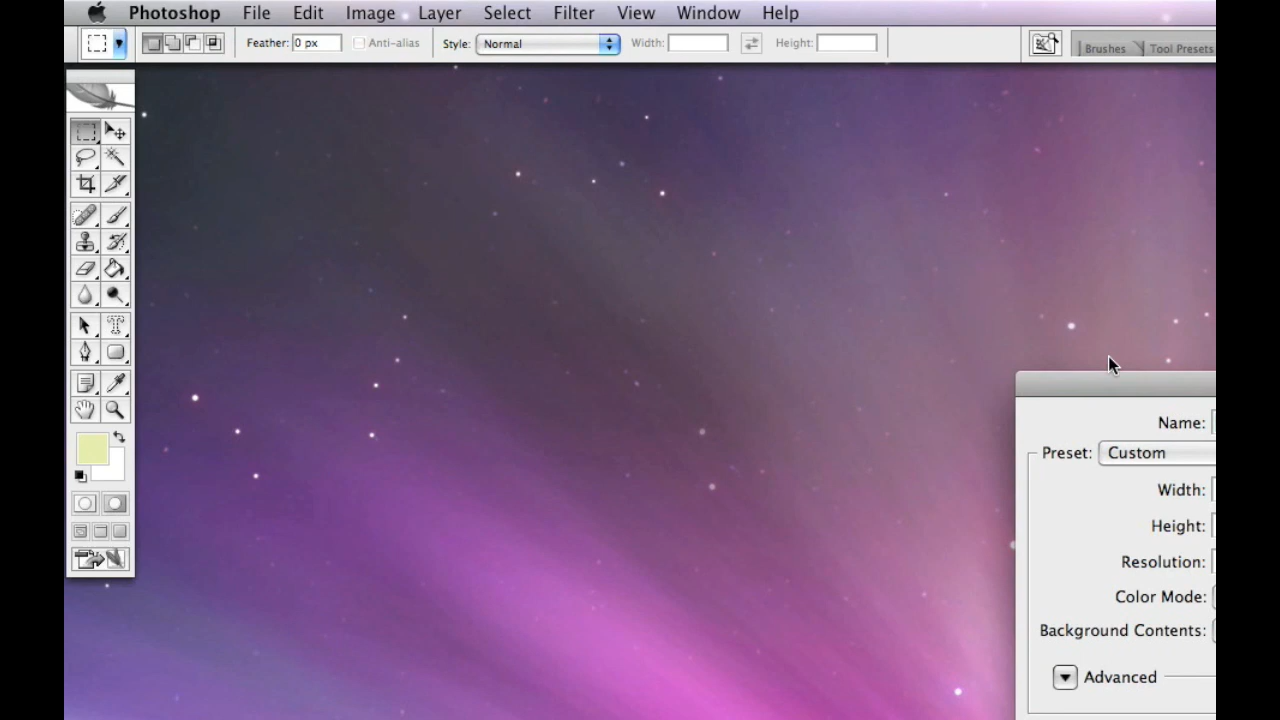 Photoshop File Edit Image Layer Select Filter View Window Help
Feather: 0 px Anti-alias Style: Normal Width: Height: Brushes Tool Presets
Name:
Preset: Custom
Width:
Height:
Resolution:
Color Mode:
Background Contents:
Advanced